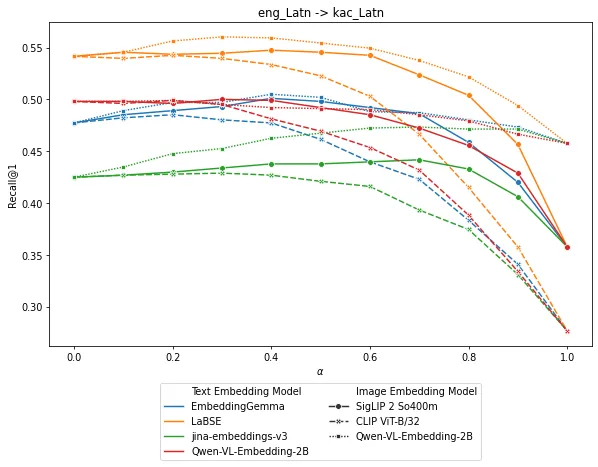 eng_Latn -> kac_Latn
0.55
0.50
0.45
0.40
0.35
0.30
Recall@1
0.0 0.2 0.4 0.6 0.8 1.0
α
Text Embedding Model Image Embedding Model
EmbeddingGemma SigLIP 2 So400m
LaBSE CLIP ViT-B/32
jina-embeddings-v3 Qwen-VL-Embedding-2B
Qwen-VL-Embedding-2B